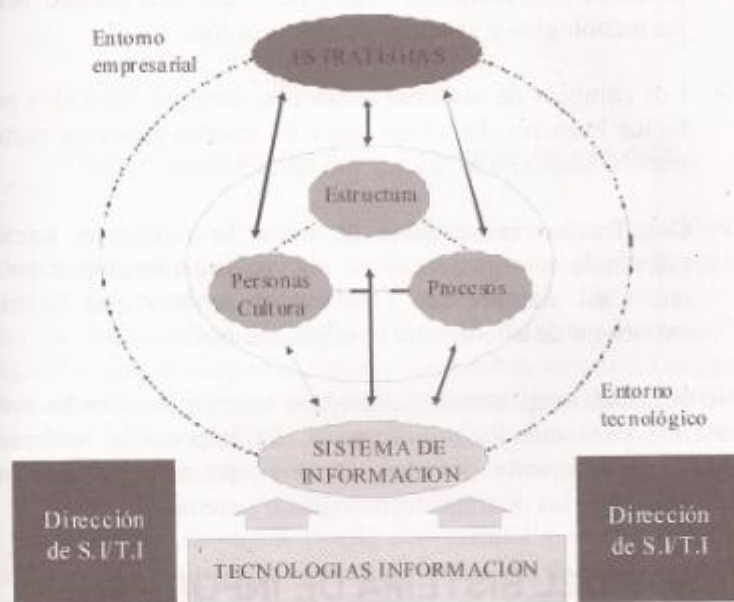 Entorno
empresarial
ESTRATEGIAS
Estructura
Personas
Cultura
Procesos
Entorno
tecnológico
SISTEMA DE
INFORMACION
Dirección
de S.I/T.I
Dirección
de S.I/T.I
TECNOLOGIAS INFORMACION